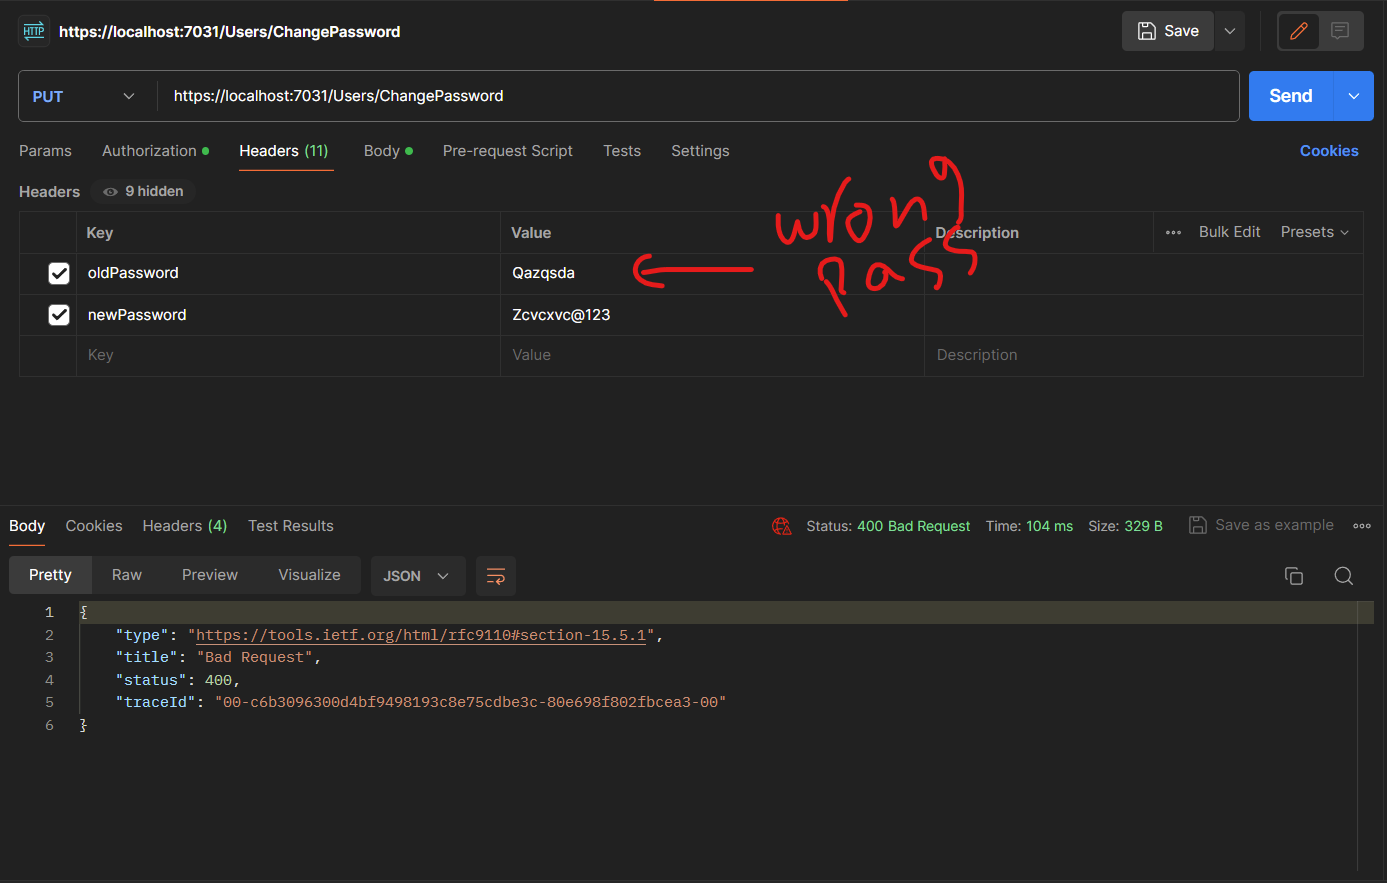 HTTP https://localhost:7031/Users/ChangePassword Save
PUT https://localhost:7031/Users/ChangePassword Send
Params Authorization Headers (11) Body Pre-request Script Tests Settings Cookies
Headers 9 hidden
Key Value Description Bulk Edit Presets
wrong
pass
oldPassword Qazqsda
newPassword Zcvcxvc@123
Key Value Description
Body Cookies Headers (4) Test Results Status: 400 Bad Request Time: 104 ms Size: 329 B Save as example
Pretty Raw Preview Visualize JSON
1 {
2 "type": "https://tools.ietf.org/html/rfc9110#section-15.5.1",
3 "title": "Bad Request",
4 "status": 400,
5 "traceId": "00-c6b3096300d4bf9498193c8e75cdbe3c-80e698f802fbcea3-00"
6 }